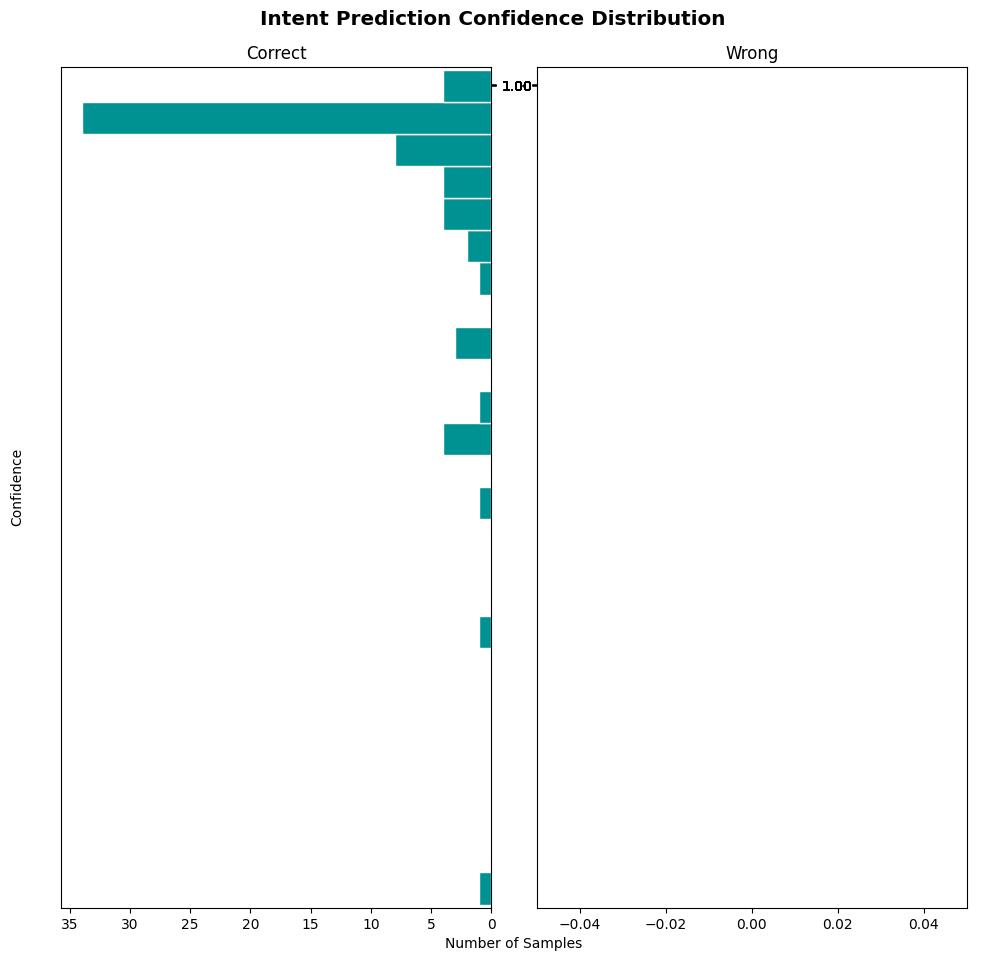 Intent Prediction Confidence Distribution
Correct
Wrong
1.00
Confidence
35 30 25 20 15 10 5 0
−0.04 −0.02 0.00 0.02 0.04
Number of Samples